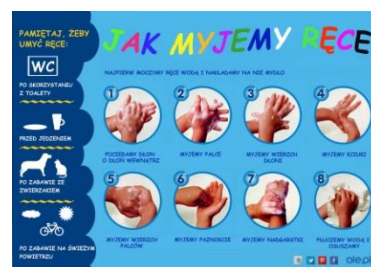 PAMIĘTAJ, ŻEBY
UMYĆ RĘCE:
WC
PO SKORZYSTANIU
Z TOALETY
PRZED JEDZENIEM
PO ZABAWIE ZE
ZWIERZAKIEM
PO ZABAWIE NA ŚWIEŻYM
POWIETRZU
JAK MYJEMY RĘCE
NAJPIERW MOCZYMY RĘCE WODĄ I NAKŁADAMY NA NIE MYDŁO
1
2
3
4
POCIERAMY DŁOŃ
O DŁOŃ WEWNĄTRZ
MYJEMY PALCE
MYJEMY WIERZCH
DŁONI
MYJEMY KCIUKI
5
6
7
8
MYJEMY WIERZCH
PALCÓW
MYJEMY PAZNOKCIE
MYJEMY NADGARSTKI
PŁUCZEMY WODĄ I
OSUSZAMY
ole.pl